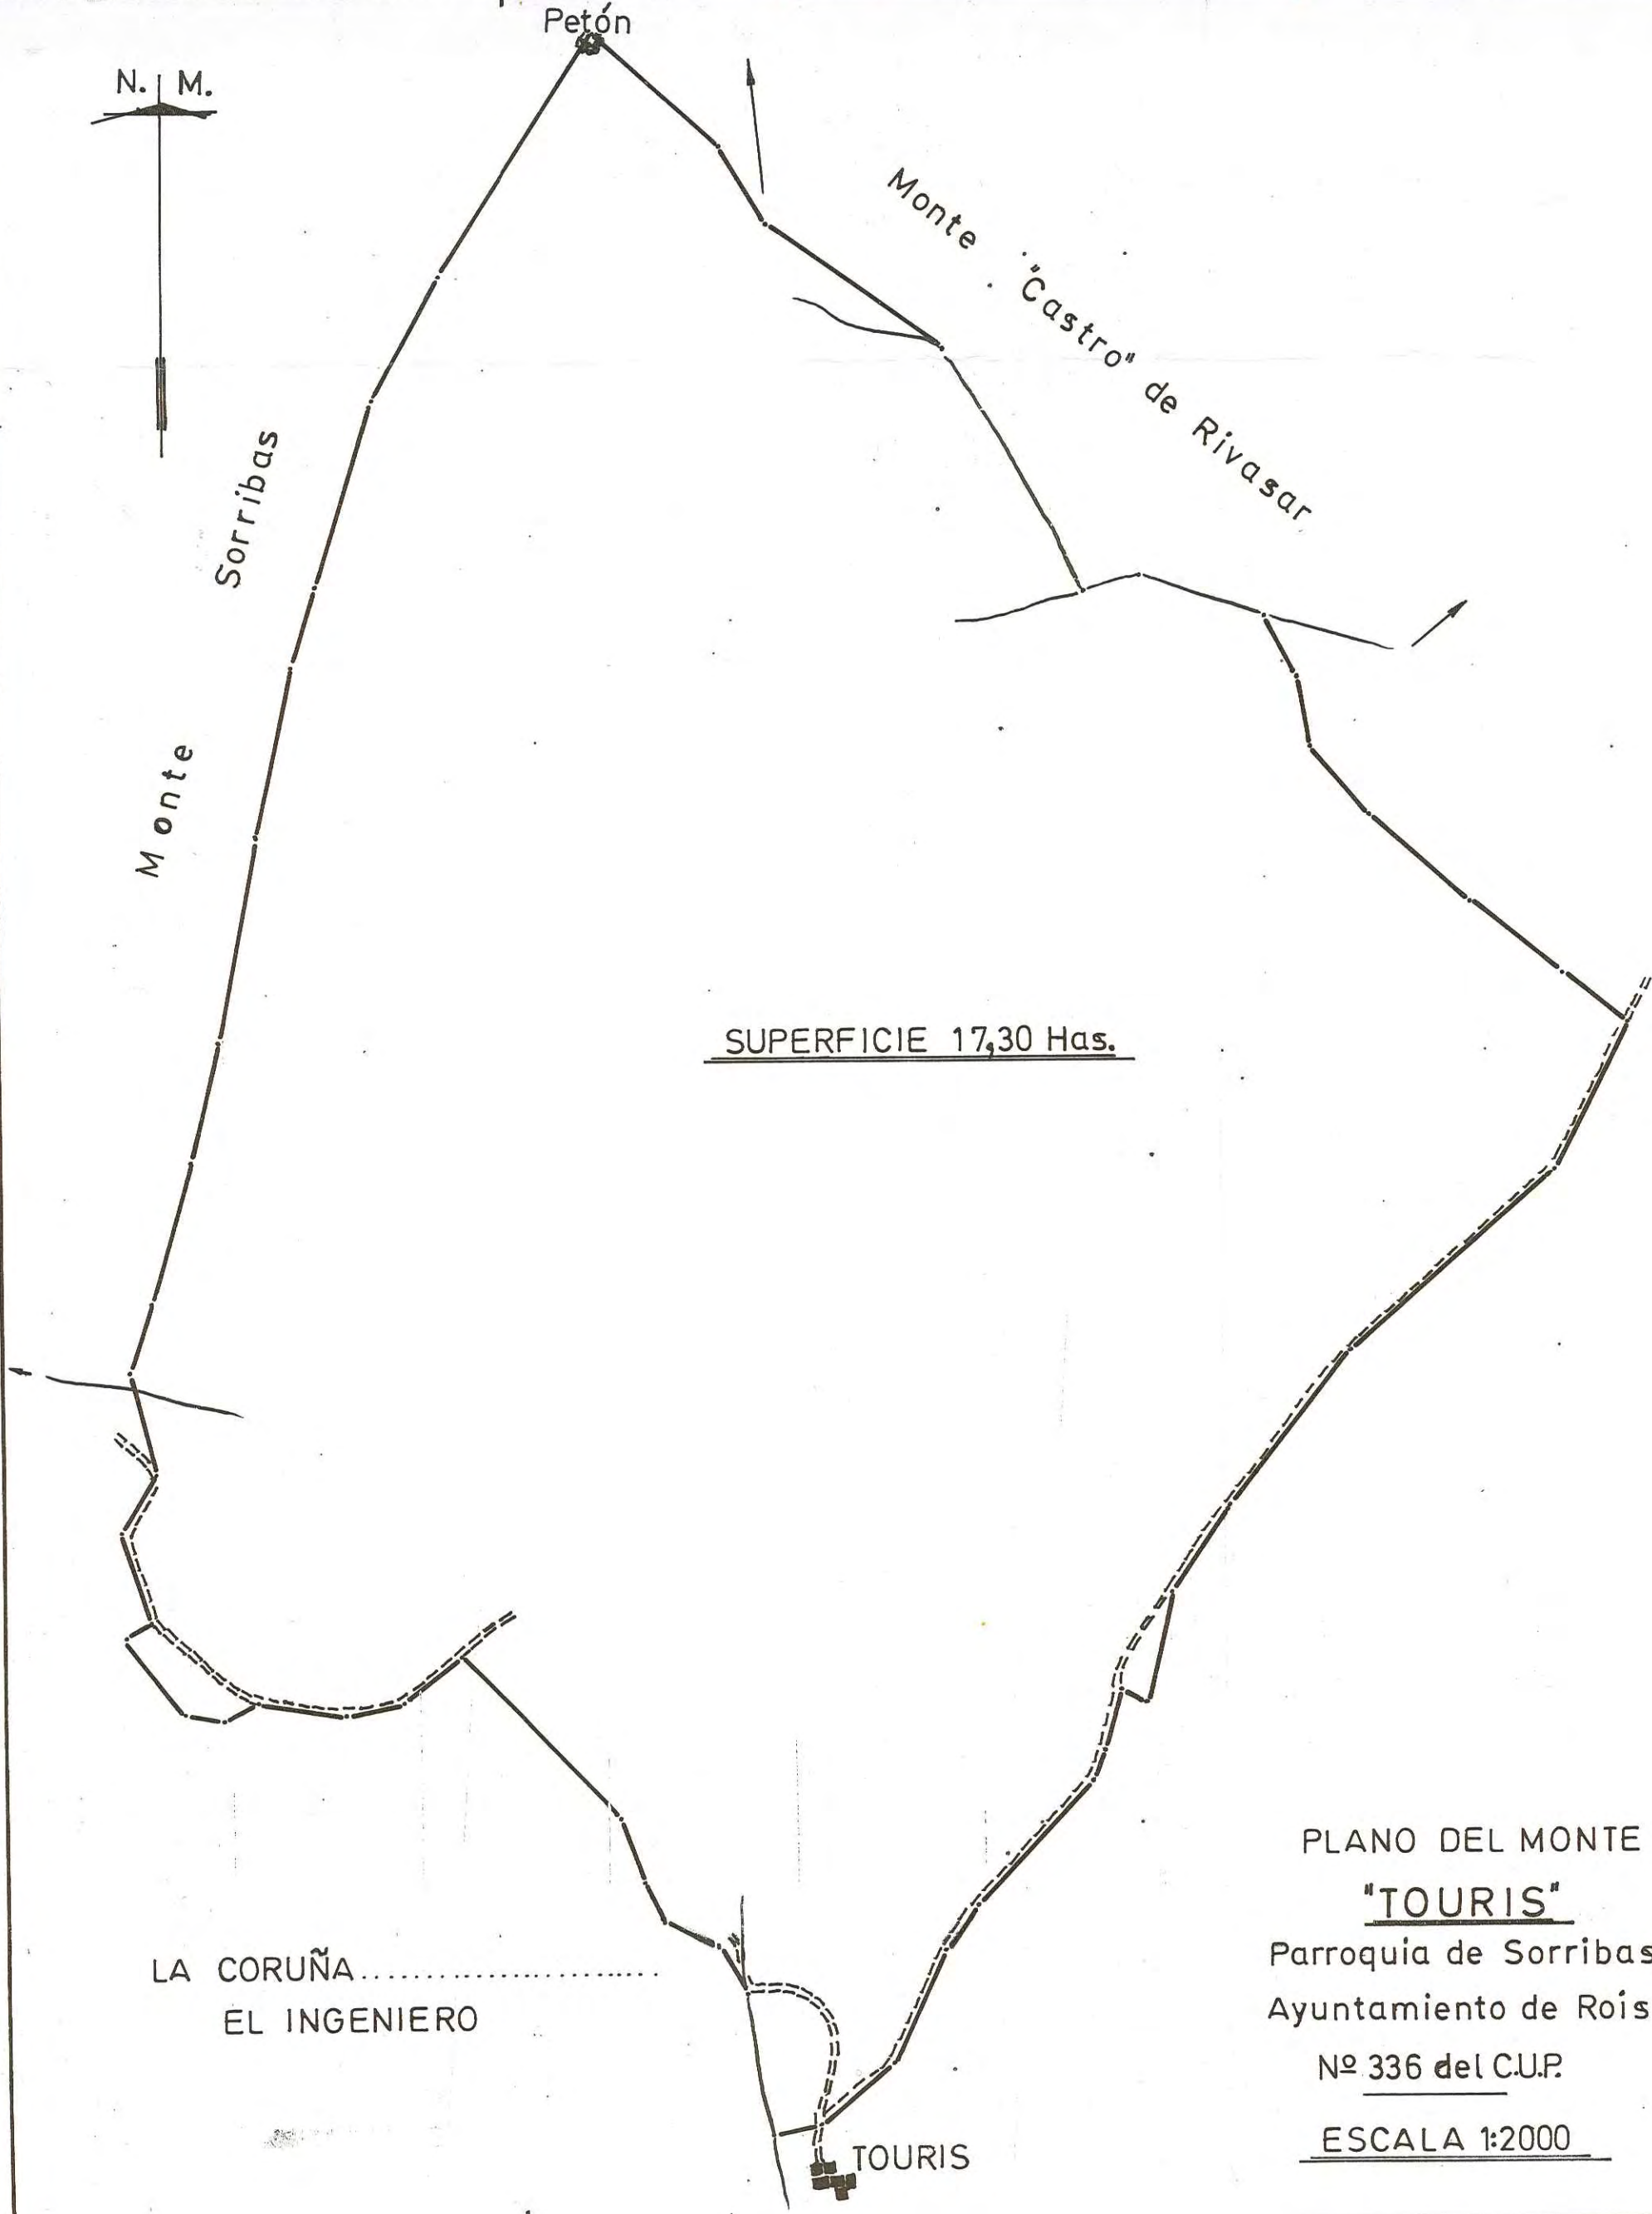 Petón
N. M.
Monte "Castro" de Rivasar
Monte Sorribas
SUPERFICIE 17,30 Has.
PLANO DEL MONTE
"TOURIS"
Parroquia de Sorribas
Ayuntamiento de Rois
Nº 336 del C.U.P.
ESCALA 1:2000
LA CORUÑA......................
EL INGENIERO
TOURIS